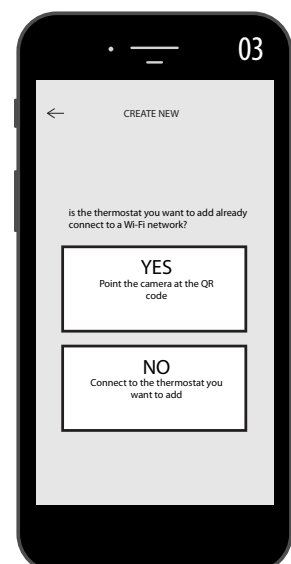 03
← CREATE NEW
is the thermostat you want to add already
connect to a Wi-Fi network?
YES
Point the camera at the QR
code
NO
Connect to the thermostat you
want to add